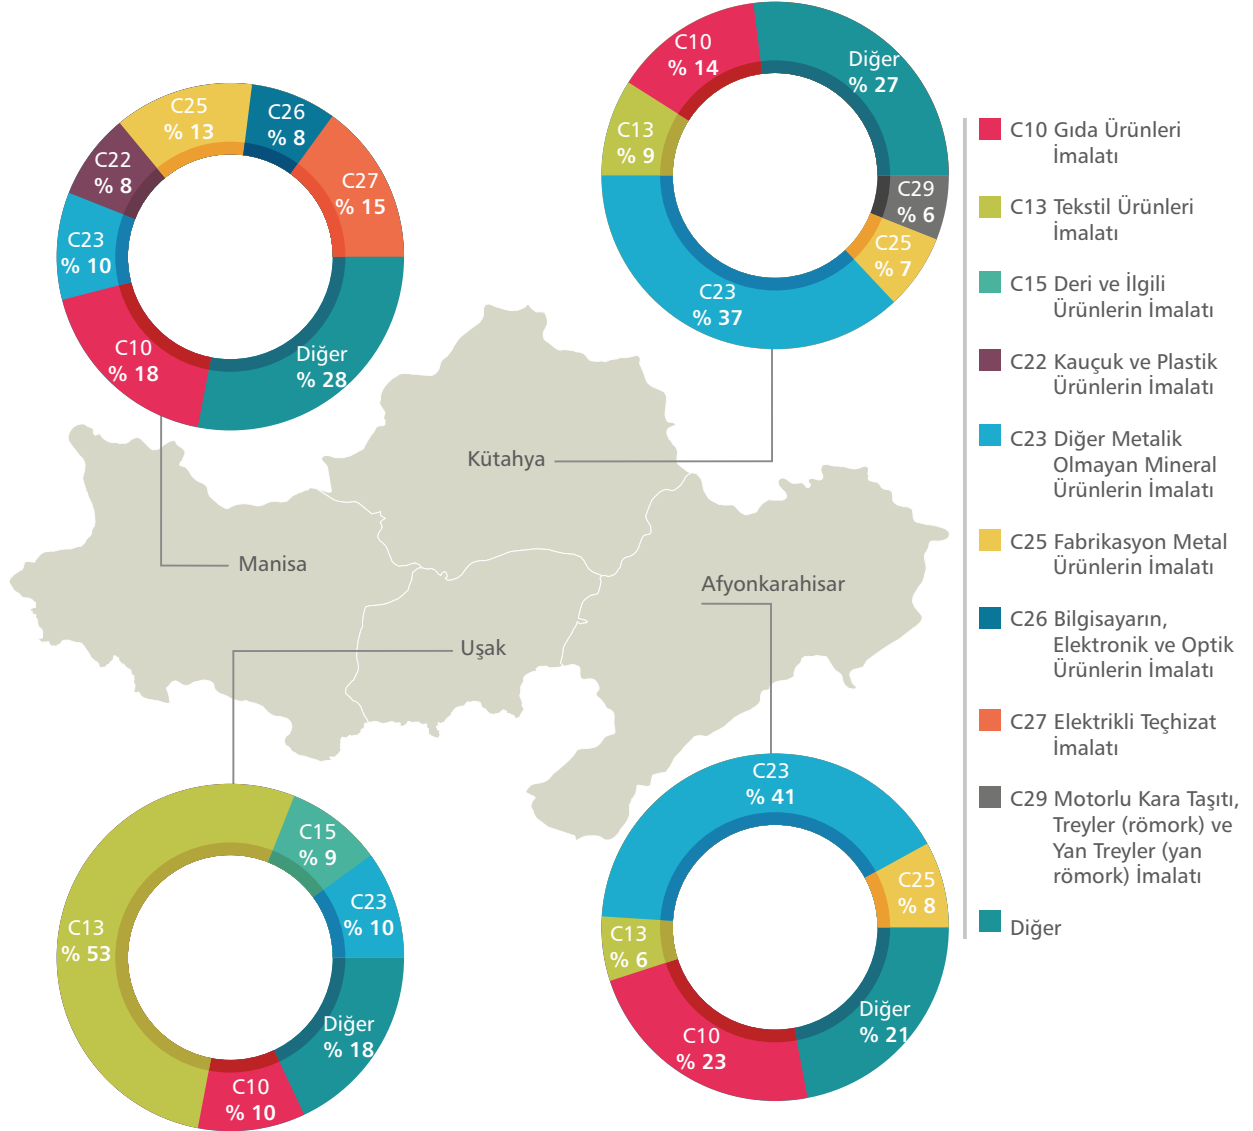 C10
% 14
Diğer
% 27
C13
% 9
C29
% 6
C25
% 7
C23
% 37
C25
% 13
C26
% 8
C22
% 8
C27
% 15
C23
% 10
C10
% 18
Diğer
% 28
Kütahya
Manisa
Afyonkarahisar
Uşak
C13
% 53
C15
% 9
C23
% 10
Diğer
% 18
C10
% 10
C23
% 41
C25
% 8
C13
% 6
C10
% 23
Diğer
% 21
C10 Gıda Ürünleri
İmalatı
C13 Tekstil Ürünleri
İmalatı
C15 Deri ve İlgili
Ürünlerin İmalatı
C22 Kauçuk ve Plastik
Ürünlerin İmalatı
C23 Diğer Metalik
Olmayan Mineral
Ürünlerin İmalatı
C25 Fabrikasyon Metal
Ürünlerin İmalatı
C26 Bilgisayarın,
Elektronik ve Optik
Ürünlerin İmalatı
C27 Elektrikli Teçhizat
İmalatı
C29 Motorlu Kara Taşıtı,
Treyler (römork) ve
Yan Treyler (yan
römork) İmalatı
Diğer